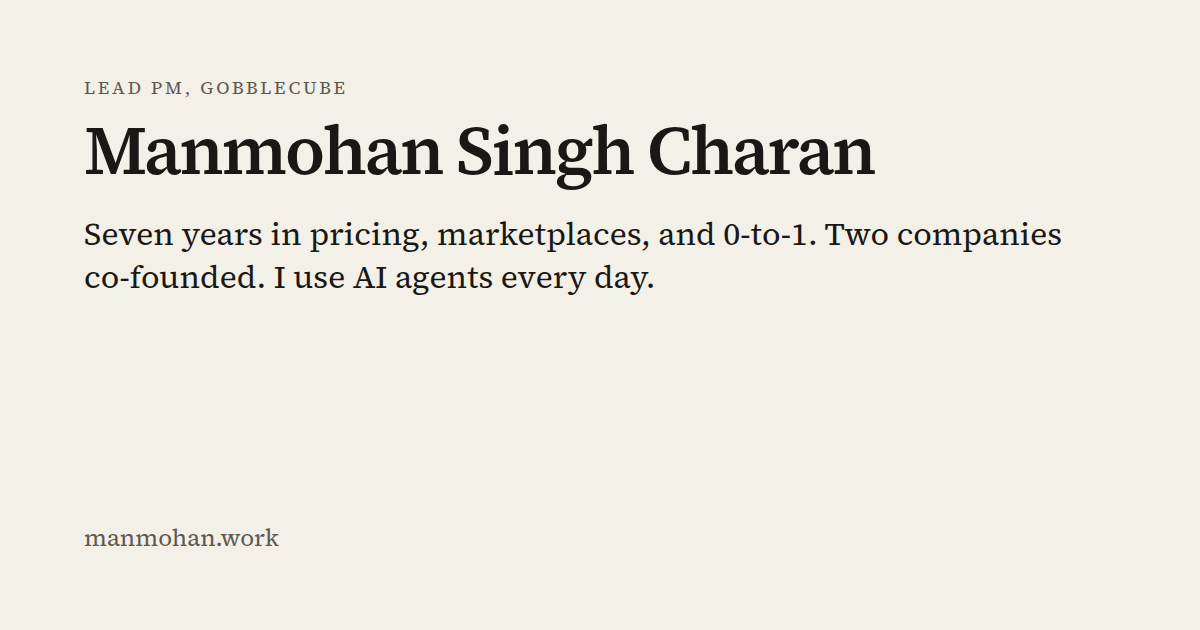 LEAD PM, GOBBLECUBE
Manmohan Singh Charan
Seven years in pricing, marketplaces, and 0-to-1. Two companies
co-founded. I use AI agents every day.
manmohan.work